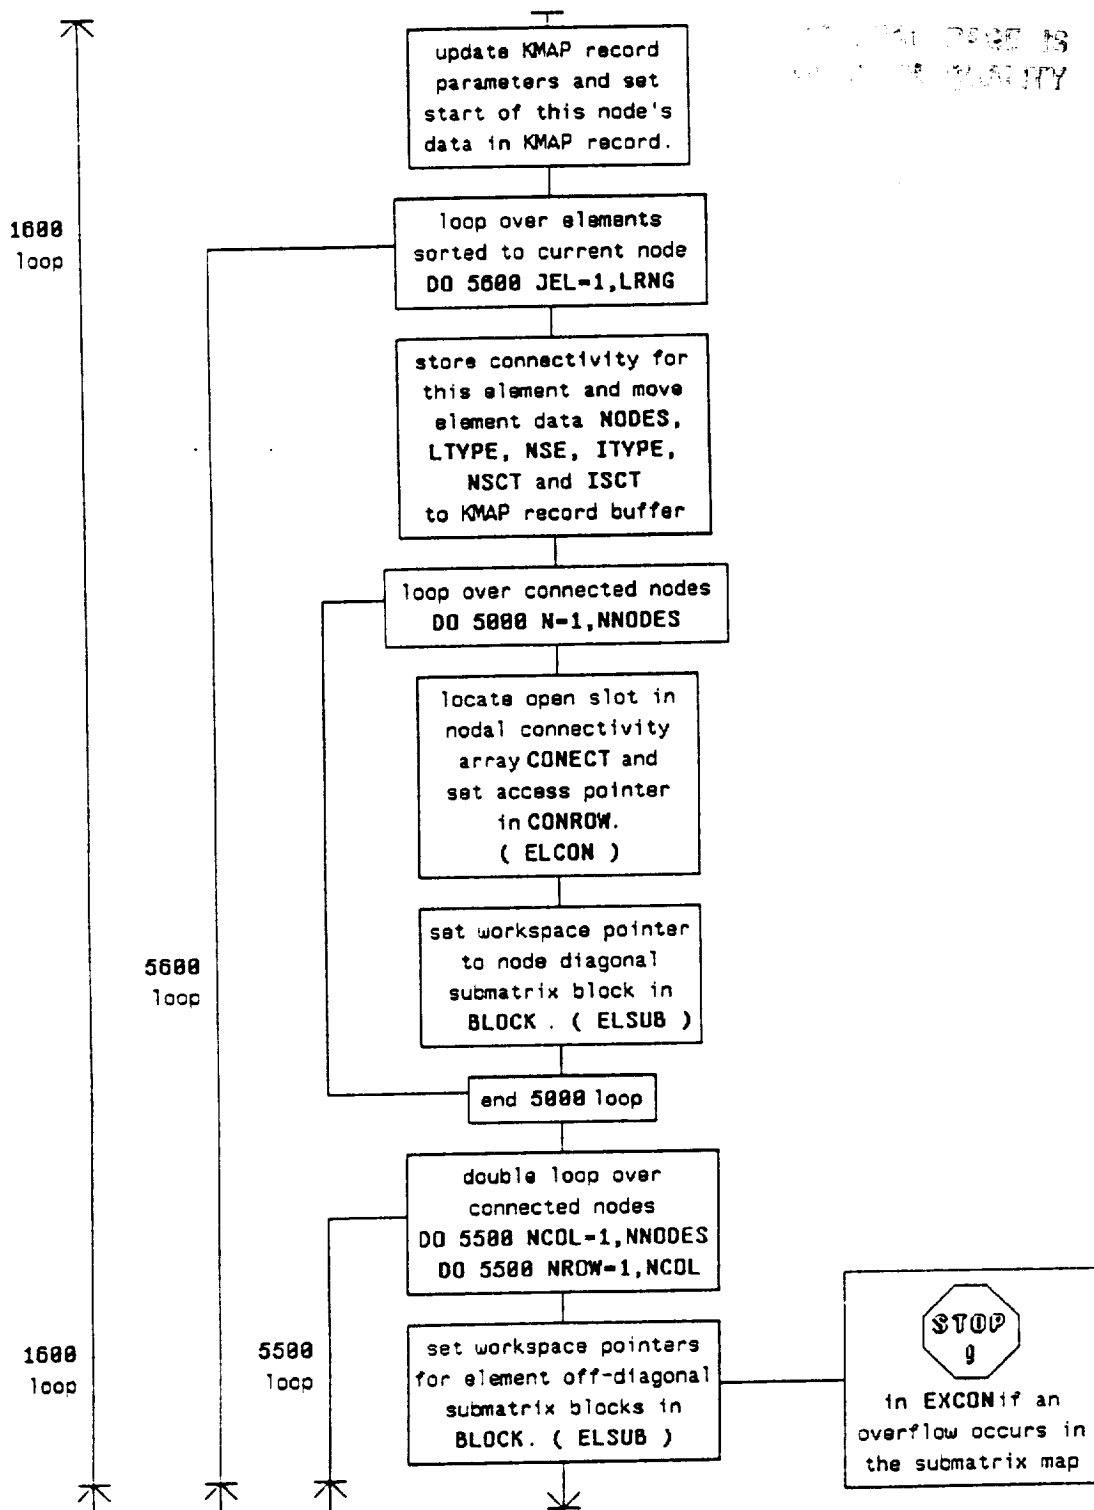 PAGE IS
QUALITY
update KMAP record
parameters and set
start of this node's
data in KMAP record.
1600
loop
loop over elements
sorted to current node
DO 5600 JEL=1,LRNG
store connectivity for
this element and move
element data NODES,
LTYPE, NSE, ITYPE,
NSCT and ISCT
to KMAP record buffer
loop over connected nodes
DO 5000 N=1,NNODES
locate open slot in
nodal connectivity
array CONECT and
set access pointer
in CONROW.
( ELCON )
5600
loop
set workspace pointer
to node diagonal
submatrix block in
BLOCK . ( ELSUB )
end 5000 loop
double loop over
connected nodes
DO 5500 NCOL=1,NNODES
DO 5500 NROW=1,NCOL
1600
loop
5500
loop
set workspace pointers
for element off-diagonal
submatrix blocks in
BLOCK. ( ELSUB )
STOP
9
in EXCON if an
overflow occurs in
the submatrix map